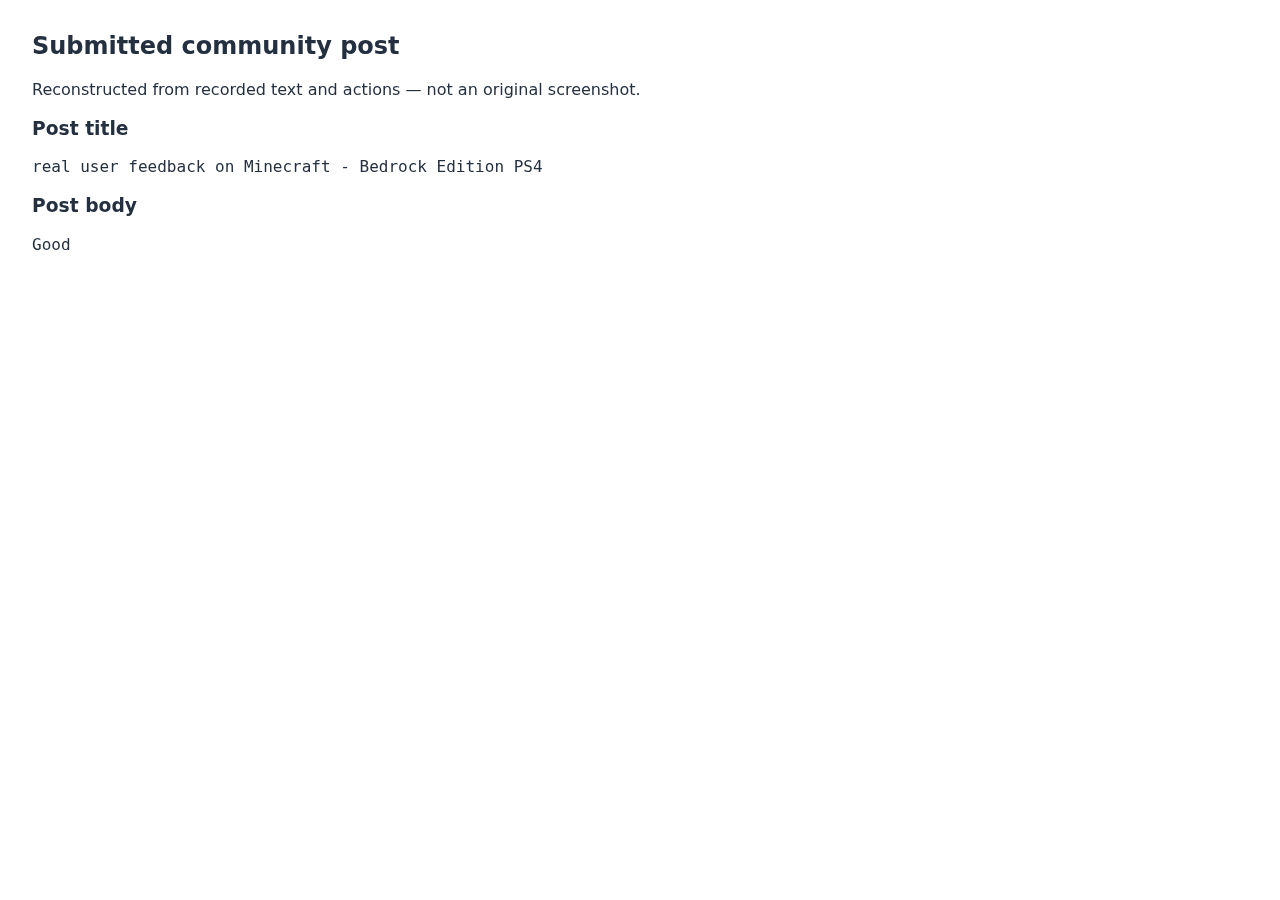 Submitted community post
Reconstructed from recorded text and actions — not an original screenshot.
Post title
real user feedback on Minecraft - Bedrock Edition PS4
Post body
Good